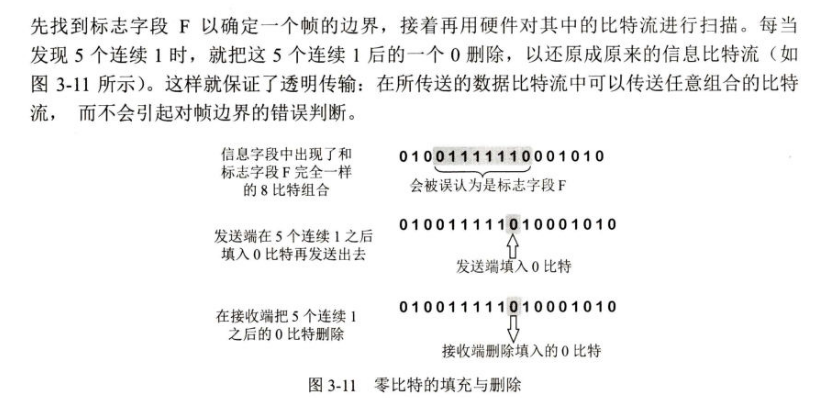 先找到标志字段 F 以确定一个帧的边界，接着再用硬件对其中的比特流进行扫描。每当
发现 5 个连续 1 时，就把这 5 个连续 1 后的一个 0 删除，以还原成原来的信息比特流（如
图 3-11 所示）。这样就保证了透明传输：在所传送的数据比特流中可以传送任意组合的比特
流， 而不会引起对帧边界的错误判断。
信息字段中出现了和
标志字段 F 完全一样
的 8 比特组合
01001111110001010
会被误认为是标志字段 F
发送端在 5 个连续 1 之后
填入 0 比特再发送出去
010011111010001010
发送端填入 0 比特
在接收端把 5 个连续 1
之后的 0 比特删除
010011111010001010
接收端删除填入的 0 比特
图 3-11 零比特的填充与删除